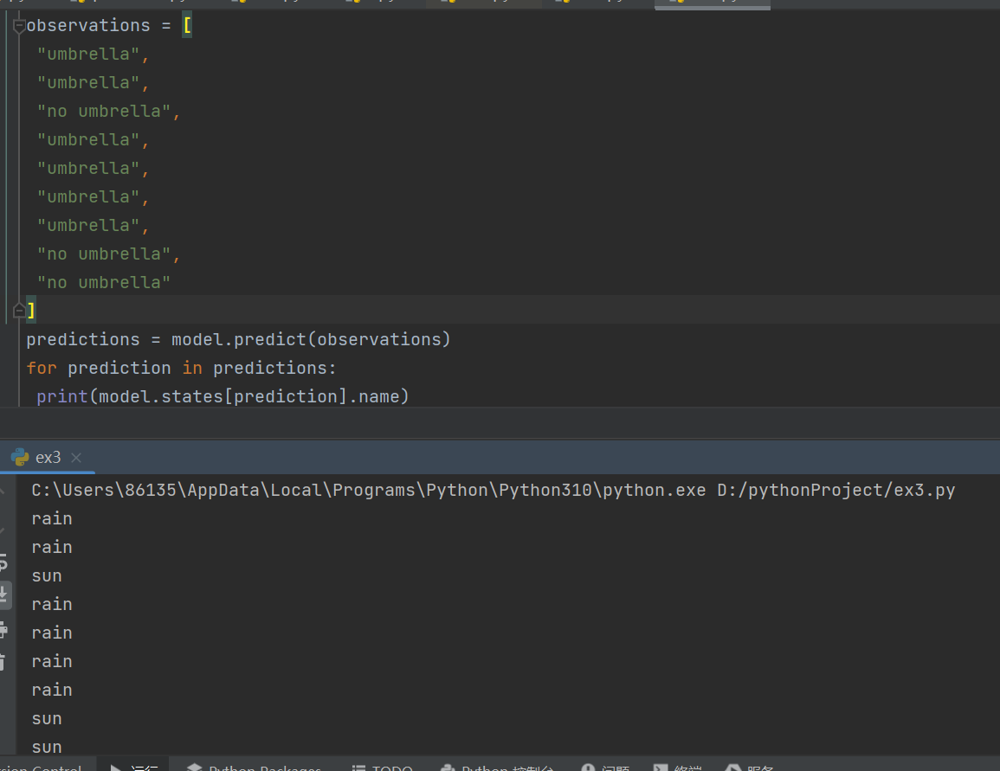 observations = [
"umbrella",
"umbrella",
"no umbrella",
"umbrella",
"umbrella",
"umbrella",
"umbrella",
"no umbrella",
"no umbrella"
]
predictions = model.predict(observations)
for prediction in predictions:
print(model.states[prediction].name)
ex3
C:\Users\86135\AppData\Local\Programs\Python\Python310\python.exe D:/pythonProject/ex3.py
rain
rain
sun
rain
rain
rain
rain
sun
sun
Control 运行 Python Packages TODO Python 控制台 问题 终端 服务